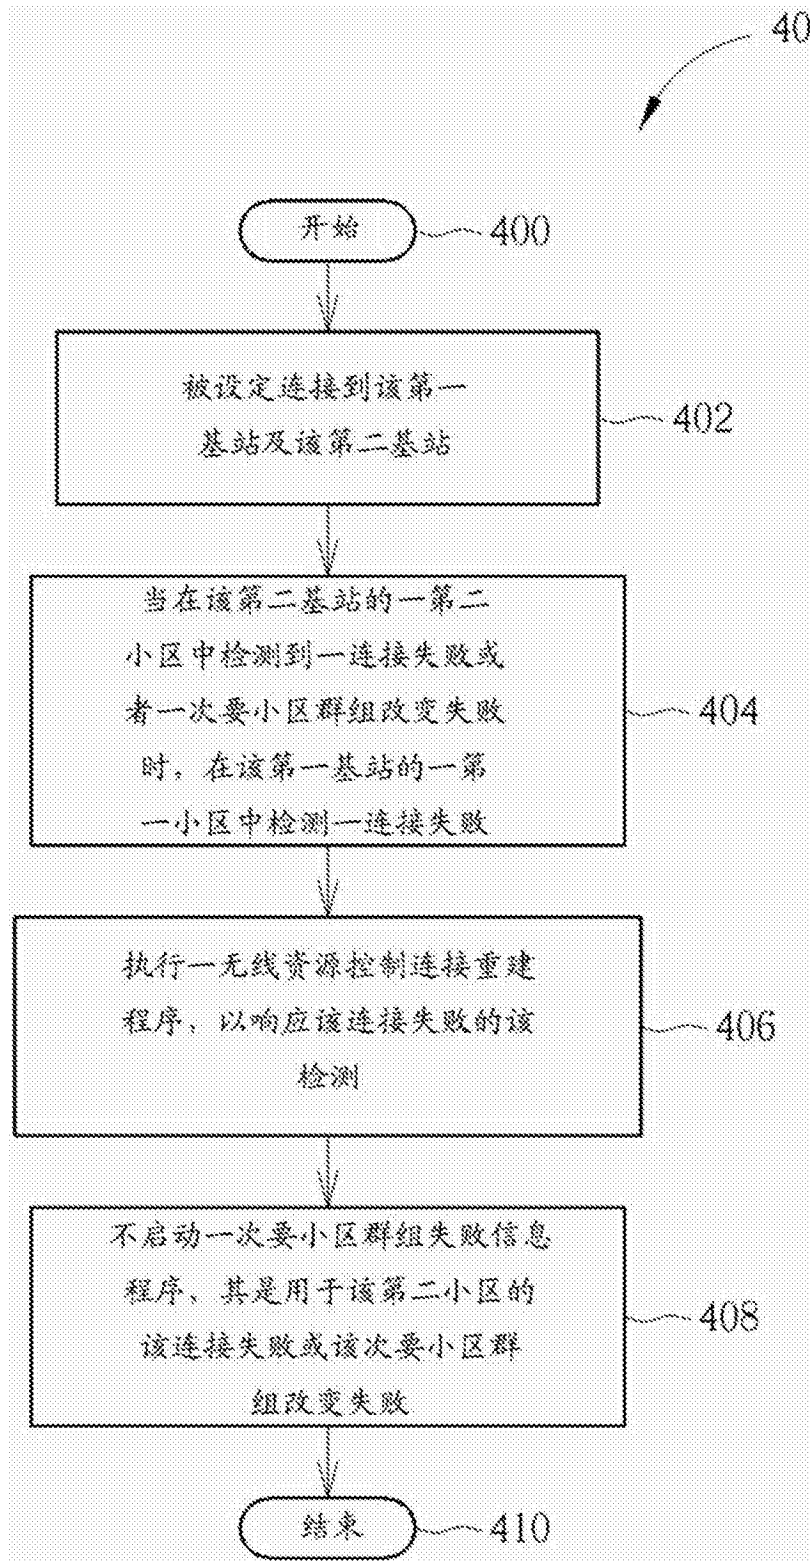 40
开始
400
被设定连接到该第一
基站及该第二基站
402
当在该第二基站的一第二
小区中检测到一连接失败或
者一次要小区群组改变失败
时，在该第一基站的一第
一小区中检测一连接失败
404
执行一无线资源控制连接重建
程序、以响应该连接失败的该
检测
406
不启动一次要小区群组失败信息
程序、其是用于该第二小区的
该连接失败或该次要小区群
组改变失败
408
结束
410